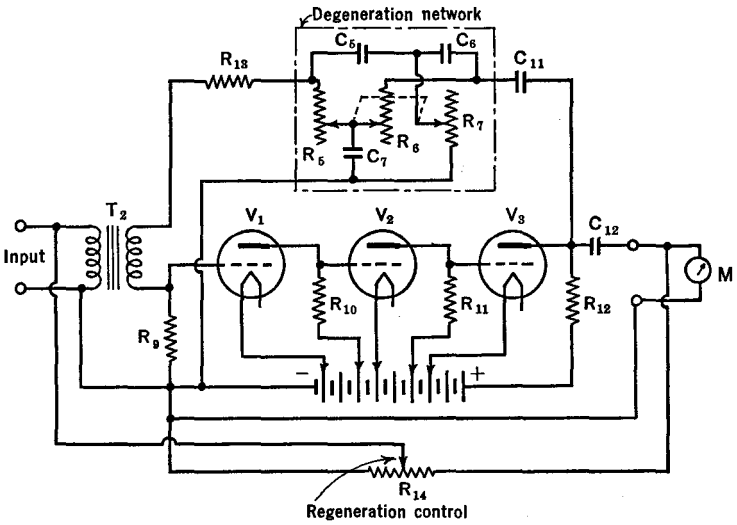 Degeneration network
C5
C6
C11
R13
R5
C7
R6
R7
T2
V1
V2
V3
C12
Input
M
R9
R10
R11
R12
-
+
R14
Regeneration control